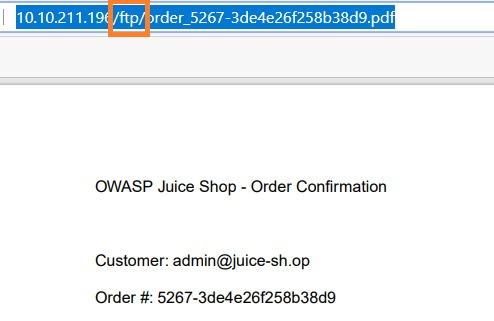 10.10.211.196/ftp/order_5267-3de4e26f258b38d9.pdf
OWASP Juice Shop - Order Confirmation
Customer: admin@juice-sh.op
Order #: 5267-3de4e26f258b38d9